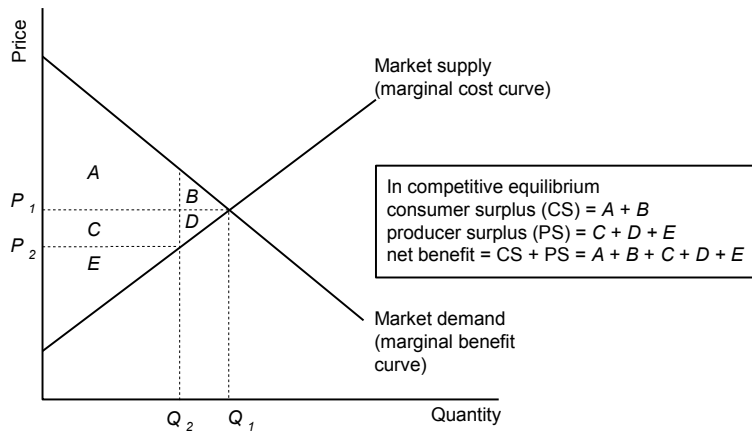 Price
Market supply
(marginal cost curve)
A
P 1
B
D
C
P 2
E
In competitive equilibrium
consumer surplus (CS) = A + B
producer surplus (PS) = C + D + E
net benefit = CS + PS = A + B + C + D + E
Market demand
(marginal benefit
curve)
Q 2
Q 1
Quantity